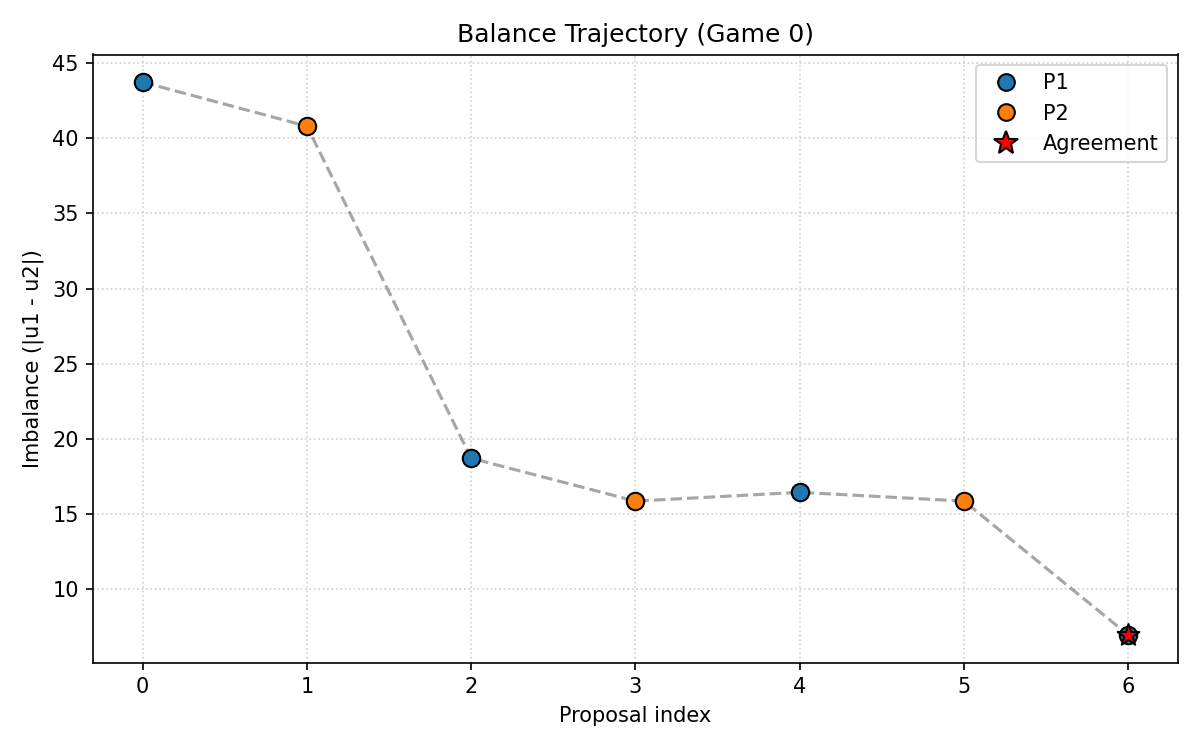 Balance Trajectory (Game 0)
P1
P2
Agreement
Imbalance (|u1 - u2|)
45
40
35
30
25
20
15
10
0 1 2 3 4 5 6
Proposal index